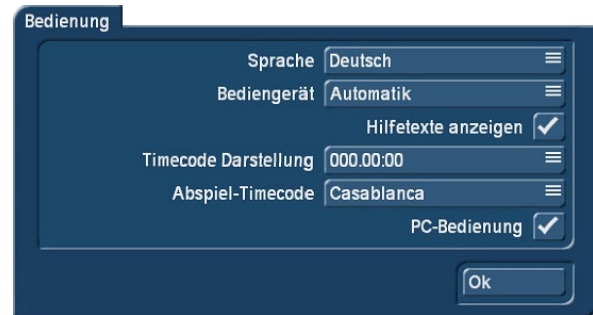 Bedienung
Sprache Deutsch
Bediengerät Automatik
Hilfetexte anzeigen
Timecode Darstellung 000.00:00
Abspiel-Timecode Casablanca
PC-Bedienung
Ok